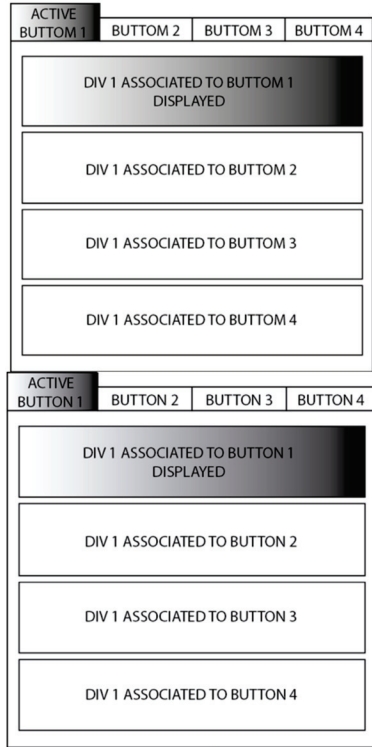 ACTIVE
BUTTOM 1 BUTTOM 2 BUTTOM 3 BUTTOM 4
DIV 1 ASSOCIATED TO BUTTOM 1
DISPLAYED
DIV 1 ASSOCIATED TO BUTTOM 2
DIV 1 ASSOCIATED TO BUTTOM 3
DIV 1 ASSOCIATED TO BUTTOM 4
ACTIVE
BUTTON 1 BUTTON 2 BUTTON 3 BUTTON 4
DIV 1 ASSOCIATED TO BUTTON 1
DISPLAYED
DIV 1 ASSOCIATED TO BUTTON 2
DIV 1 ASSOCIATED TO BUTTON 3
DIV 1 ASSOCIATED TO BUTTON 4